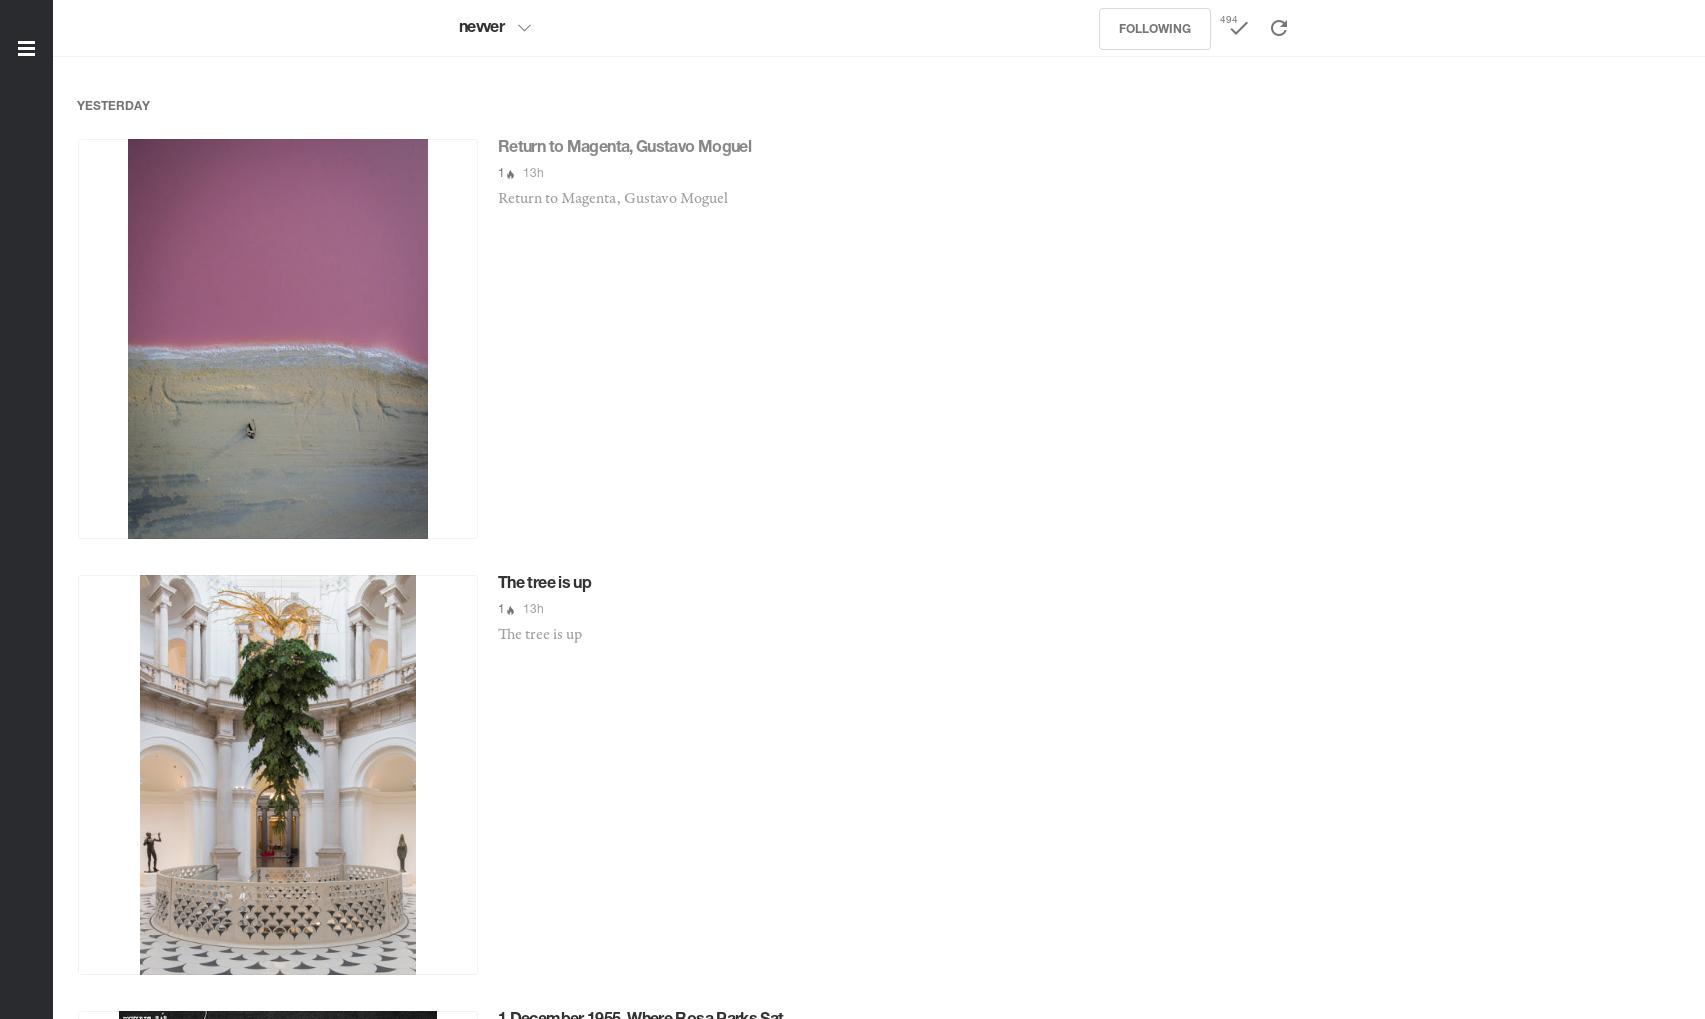 newer
FOLLOWING
494
YESTERDAY
Return to Magenta, Gustavo Moguel
1 13h
Return to Magenta, Gustavo Moguel
The tree is up
1 13h
The tree is up
1 December 1955, Where Rosa Parks Sat